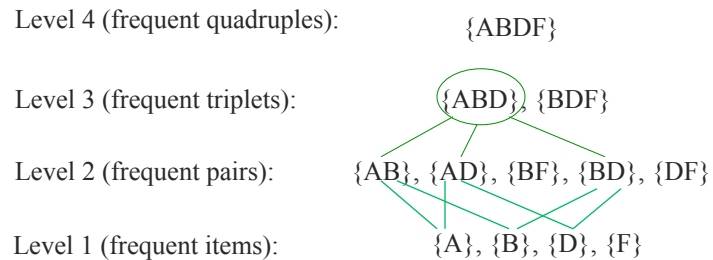 Level 4 (frequent quadruples): {ABDF}
Level 3 (frequent triplets): {ABD}, {BDF}
Level 2 (frequent pairs): {AB}, {AD}, {BF}, {BD}, {DF}
Level 1 (frequent items): {A}, {B}, {D}, {F}